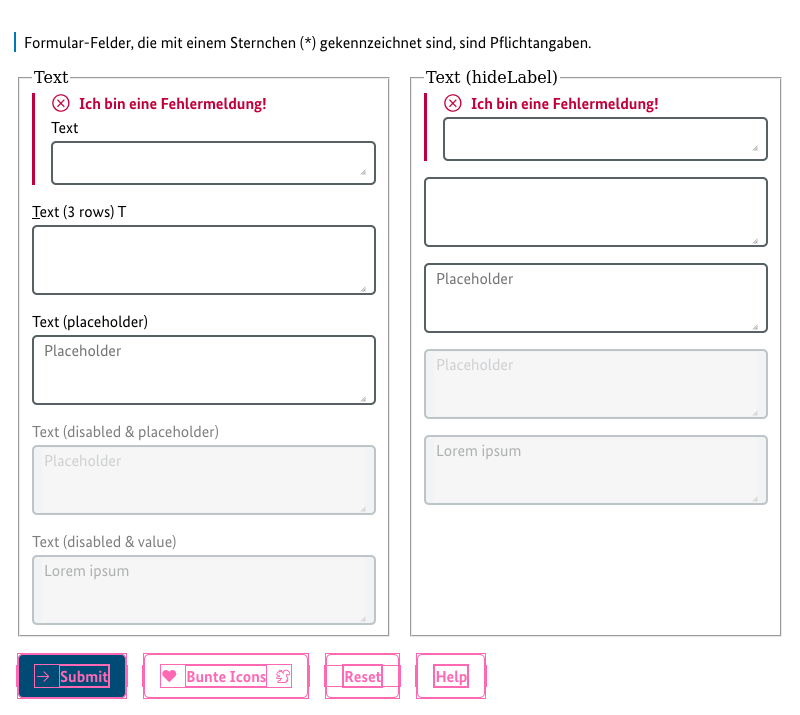 Formular-Felder, die mit einem Sternchen (*) gekennzeichnet sind, sind Pflichtangaben.
Text
Ich bin eine Fehlermeldung!
Text
Text (3 rows) T
Text (placeholder)
Placeholder
Text (disabled & placeholder)
Placeholder
Text (disabled & value)
Lorem ipsum
Text (hideLabel)
Ich bin eine Fehlermeldung!
Placeholder
Placeholder
Lorem ipsum
Submit
Bunte Icons
Reset
Help